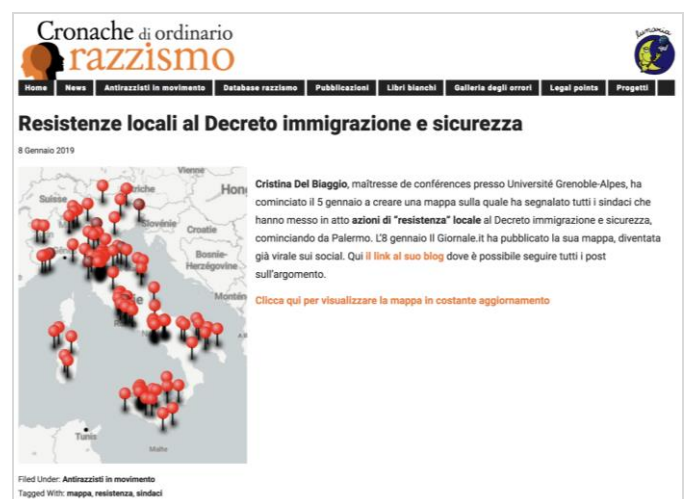 Cronache di ordinario
razzismo
lunaria
Home News Antirazzisti in movimento Database razzismo Pubblicazioni Libri bianchi Galleria degli orrori Legal points Progetti
Resistenze locali al Decreto immigrazione e sicurezza
8 Gennaio 2019
Cristina Del Biaggio, maîtresse de conférences presso Université Grenoble-Alpes, ha
cominciato il 5 gennaio a creare una mappa sulla quale ha segnalato tutti i sindaci che
hanno messo in atto azioni di “resistenza” locale al Decreto immigrazione e sicurezza,
cominciando da Palermo. L’8 gennaio Il Giornale.it ha pubblicato la sua mappa, diventata
già virale sui social. Qui il link al suo blog dove è possibile seguire tutti i post
sull’argomento.
Clicca qui per visualizzare la mappa in costante aggiornamento
Vienne
Suisse
triche
Hon
Slovénie
Croatie
Bosnie-
Herzégovine
Montén
Tunis
Malte
Filed Under: Antirazzisti in movimento
Tagged With: mappa, resistenza, sindaci